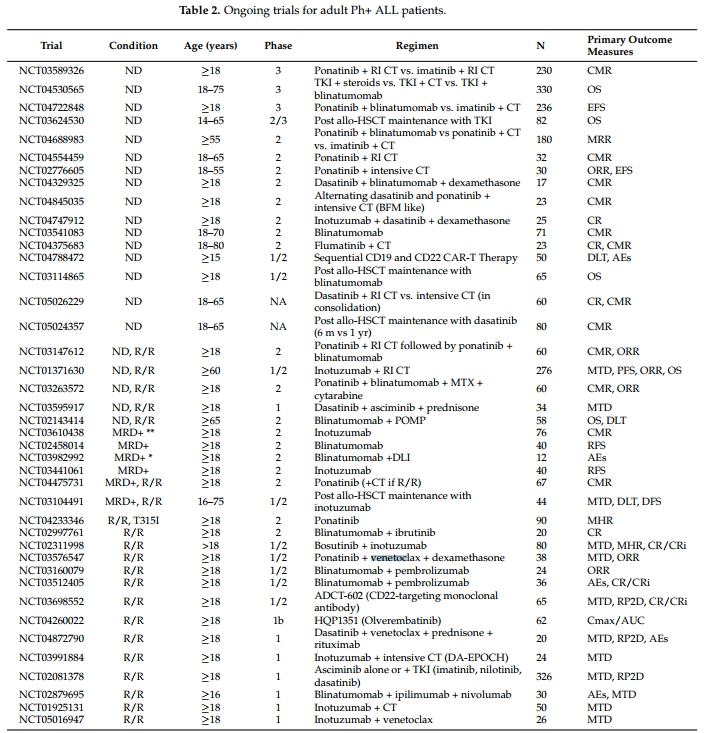 Table 2. Ongoing trials for adult Ph+ ALL patients.
Trial Condition Age (years) Phase Regimen N Primary Outcome Measures
NCT03589326 ND ≥18 3 Ponatinib + RI CT vs. imatinib + RI CT 230 CMR
NCT04530565 ND 18–75 3 TKI + steroids vs. TKI + CT vs. TKI + blinatumomab 330 OS
NCT04722848 ND ≥18 3 Ponatinib + blinatumomab vs. imatinib + CT 236 EFS
NCT03624530 ND 14–65 2/3 Post allo-HSCT maintenance with TKI 82 OS
NCT04688983 ND ≥55 2 Ponatinib + blinatumomab vs ponatinib + CT vs. imatinib + CT 180 MRR
NCT04554459 ND 18–65 2 Ponatinib + RI CT 32 CMR
NCT02776605 ND 18–55 2 Ponatinib + intensive CT 30 ORR, EFS
NCT04329325 ND ≥18 2 Dasatinib + blinatumomab + dexamethasone 17 CMR
NCT04845035 ND ≥18 2 Alternating dasatinib and ponatinib + intensive CT (BFM like) 23 CMR
NCT04747912 ND ≥18 2 Inotuzumab + dasatinib + dexamethasone 25 CR
NCT03541083 ND 18–70 2 Blinatumomab 71 CMR
NCT04375683 ND 18–80 2 Flumatinib + CT 23 CR, CMR
NCT04788472 ND ≥15 1/2 Sequential CD19 and CD22 CAR-T Therapy 50 DLT, AEs
NCT03114865 ND ≥18 1/2 Post allo-HSCT maintenance with blinatumomab 65 OS
NCT05026229 ND 18–65 NA Dasatinib + RI CT vs. intensive CT (in consolidation) 60 CR, CMR
NCT05024357 ND 18–65 NA Post allo-HSCT maintenance with dasatinib (6 m vs 1 yr) 80 CMR
NCT03147612 ND, R/R ≥18 2 Ponatinib + RI CT followed by ponatinib + blinatumomab 60 CMR, ORR
NCT01371630 ND, R/R ≥60 1/2 Inotuzumab + RI CT 276 MTD, PFS, ORR, OS
NCT03263572 ND, R/R ≥18 2 Ponatinib + blinatumomab + MTX + cytarabine 60 CMR, ORR
NCT03595917 ND, R/R ≥18 1 Dasatinib + asciminib + prednisone 34 MTD
NCT02143414 ND, R/R ≥65 2 Blinatumomab + POMP 58 OS, DLT
NCT03610438 MRD+ ** ≥18 2 Inotuzumab 76 CMR
NCT02458014 MRD+ ≥18 2 Blinatumomab 40 RFS
NCT03982992 MRD+ * ≥18 2 Blinatumomab +DLI 12 AEs
NCT03441061 MRD+ ≥18 2 Inotuzumab 40 RFS
NCT04475731 MRD+, R/R ≥18 2 Ponatinib (+CT if R/R) 67 CMR
NCT03104491 MRD+, R/R 16–75 1/2 Post allo-HSCT maintenance with inotuzumab 44 MTD, DLT, DFS
NCT04233346 R/R, T315I ≥18 2 Ponatinib 90 MHR
NCT02997761 R/R ≥18 2 Blinatumomab + ibrutinib 20 CR
NCT02311998 R/R >18 1/2 Bosutinib + inotuzumab 80 MTD, MHR, CR/CRi
NCT03576547 R/R ≥18 1/2 Ponatinib + venetoclax + dexamethasone 38 MTD, ORR
NCT03160079 R/R ≥18 1/2 Blinatumomab + pembrolizumab 24 ORR
NCT03512405 R/R ≥18 1/2 Blinatumomab + pembrolizumab 36 AEs, CR/CRi
NCT03698552 R/R ≥18 1/2 ADCT-602 (CD22-targeting monoclonal antibody) 65 MTD, RP2D, CR/CRi
NCT04260022 R/R ≥18 1b HQP1351 (Olverembatinib) 62 Cmax/AUC
NCT04872790 R/R ≥18 1 Dasatinib + venetoclax + prednisone + rituximab 20 MTD, RP2D, AEs
NCT03991884 R/R ≥18 1 Inotuzumab + intensive CT (DA-EPOCH) 24 MTD
NCT02081378 R/R ≥18 1 Asciminib alone or + TKI (imatinib, nilotinib, dasatinib) 326 MTD, RP2D
NCT02879695 R/R ≥16 1 Blinatumomab + ipilimumab + nivolumab 30 AEs, MTD
NCT01925131 R/R ≥18 1 Inotuzumab + CT 50 MTD
NCT05016947 R/R ≥18 1 Inotuzumab + venetoclax 26 MTD